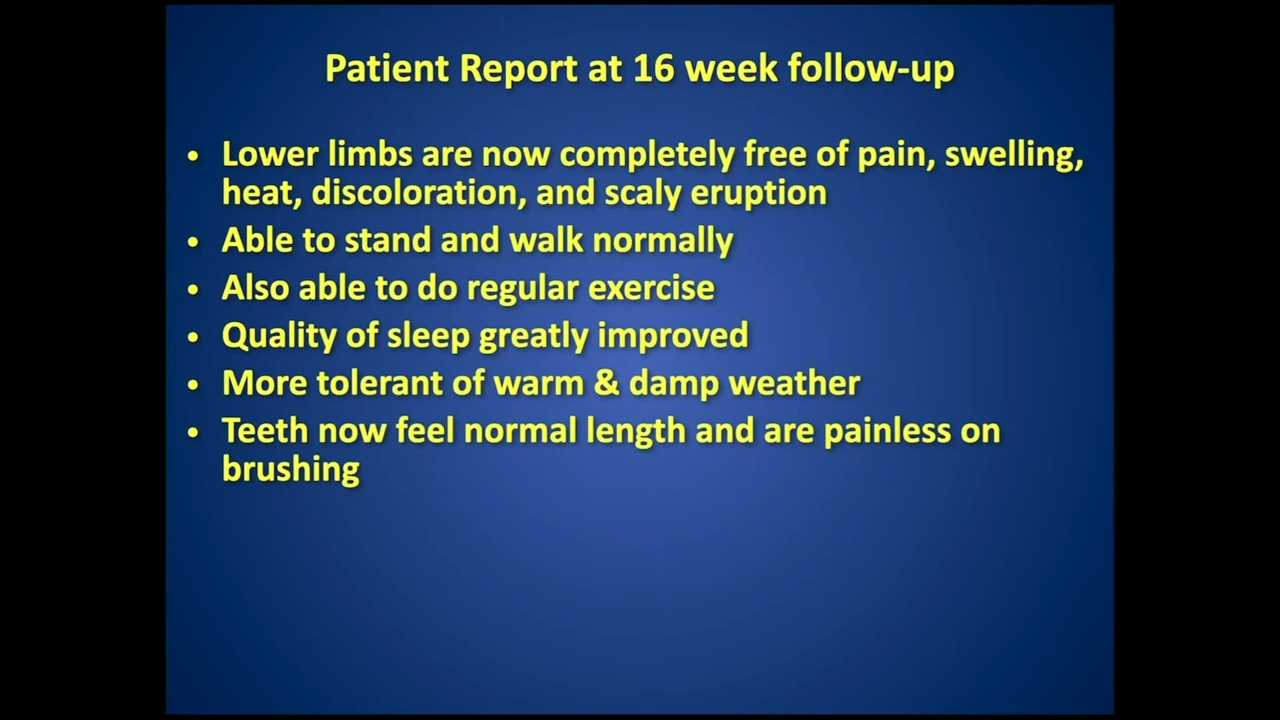 Patient Report at 16 week follow-up
• Lower limbs are now completely free of pain, swelling,
heat, discoloration, and scaly eruption
• Able to stand and walk normally
• Also able to do regular exercise
• Quality of sleep greatly improved
• More tolerant of warm & damp weather
• Teeth now feel normal length and are painless on
brushing